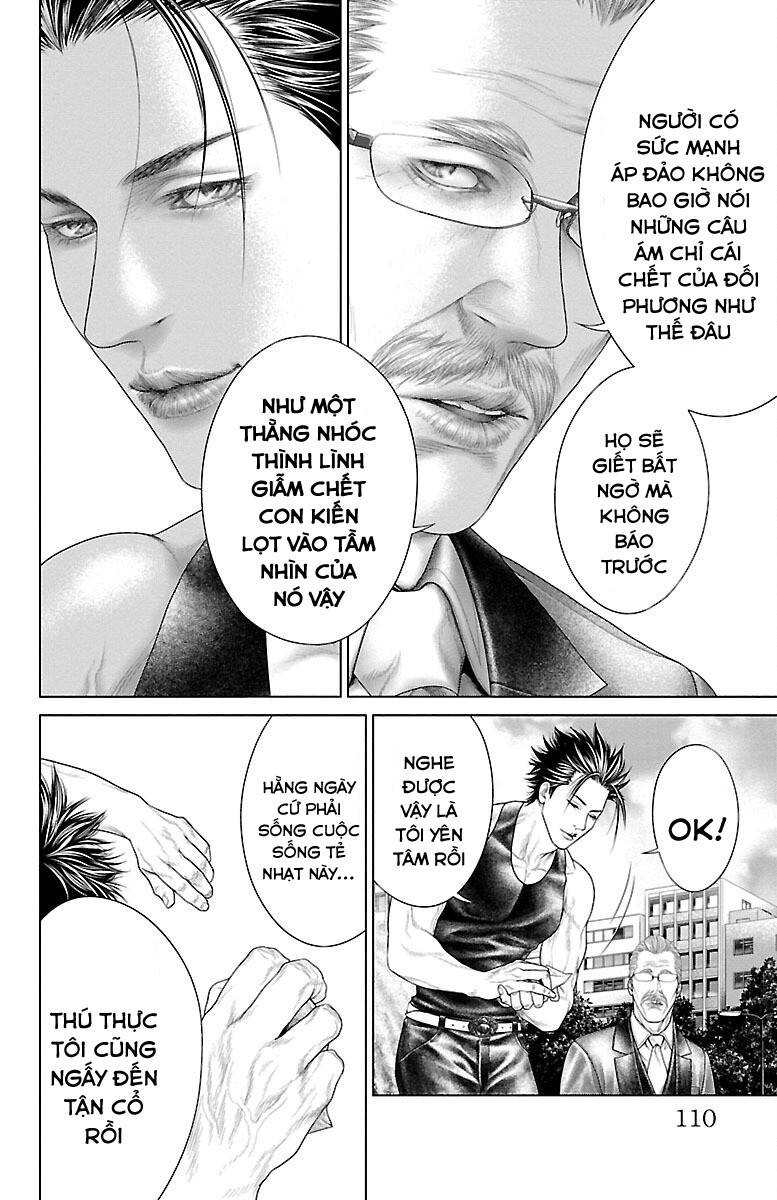 NGƯỜI CÓ
SỨC MẠNH
ÁP ĐẢO KHÔNG
BAO GIỜ NÓI
NHỮNG CÂU
ÁM CHỈ CÁI
CHẾT CỦA ĐỐI
PHƯƠNG NHƯ
THẾ ĐÂU
HỌ SẼ
GIẾT BẤT
NGỜ MÀ
KHÔNG
BÁO
TRƯỚC
NHƯ MỘT
THẰNG NHÓC
THÌNH LÌNH
GIẪM CHẾT
CON KIẾN
LỌT VÀO TẦM
NHÌN CỦA
NÓ VẬY
OK!
NGHE
ĐƯỢC
VẬY LÀ
TÔI YÊN
TÂM RỒI
HẰNG NGÀY
CỨ PHẢI
SỐNG CUỘC
SỐNG TẺ
NHẠT NÀY...
THÚ THỰC
TÔI CŨNG
NGẤY ĐẾN
TẬN CỔ
RỒI
110